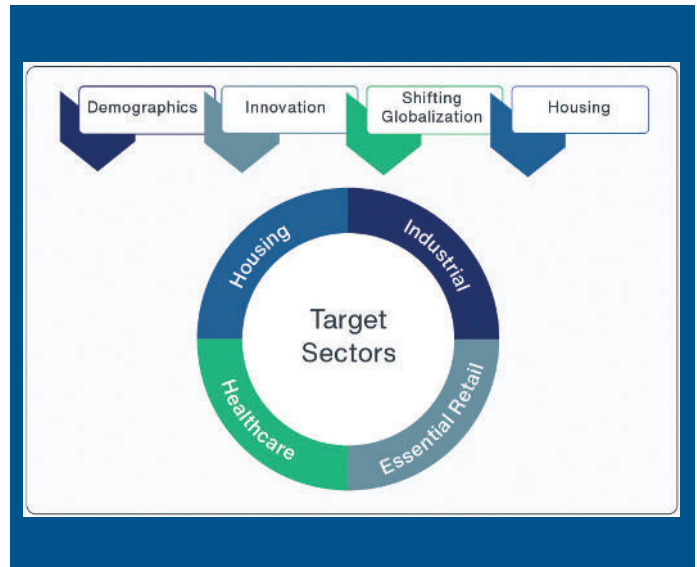 Demographics
Innovation
Shifting
Globalization
Housing
Housing
Industrial
Target
Sectors
Healthcare
Essential Retail